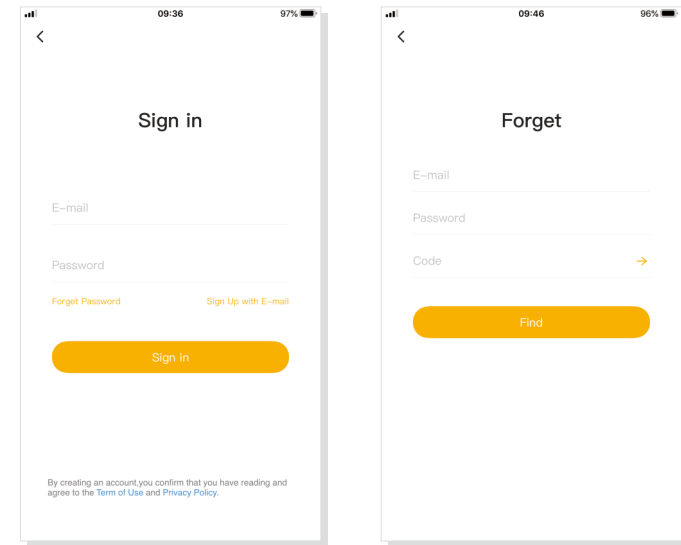 09:36
97%
Sign in
E-mail
Password
Forget Password
Sign Up with E-mail
Sign in
By creating an account,you confirm that you have reading and
agree to the Term of Use and Privacy Policy.
09:46
96%
Forget
E-mail
Password
Code
Find